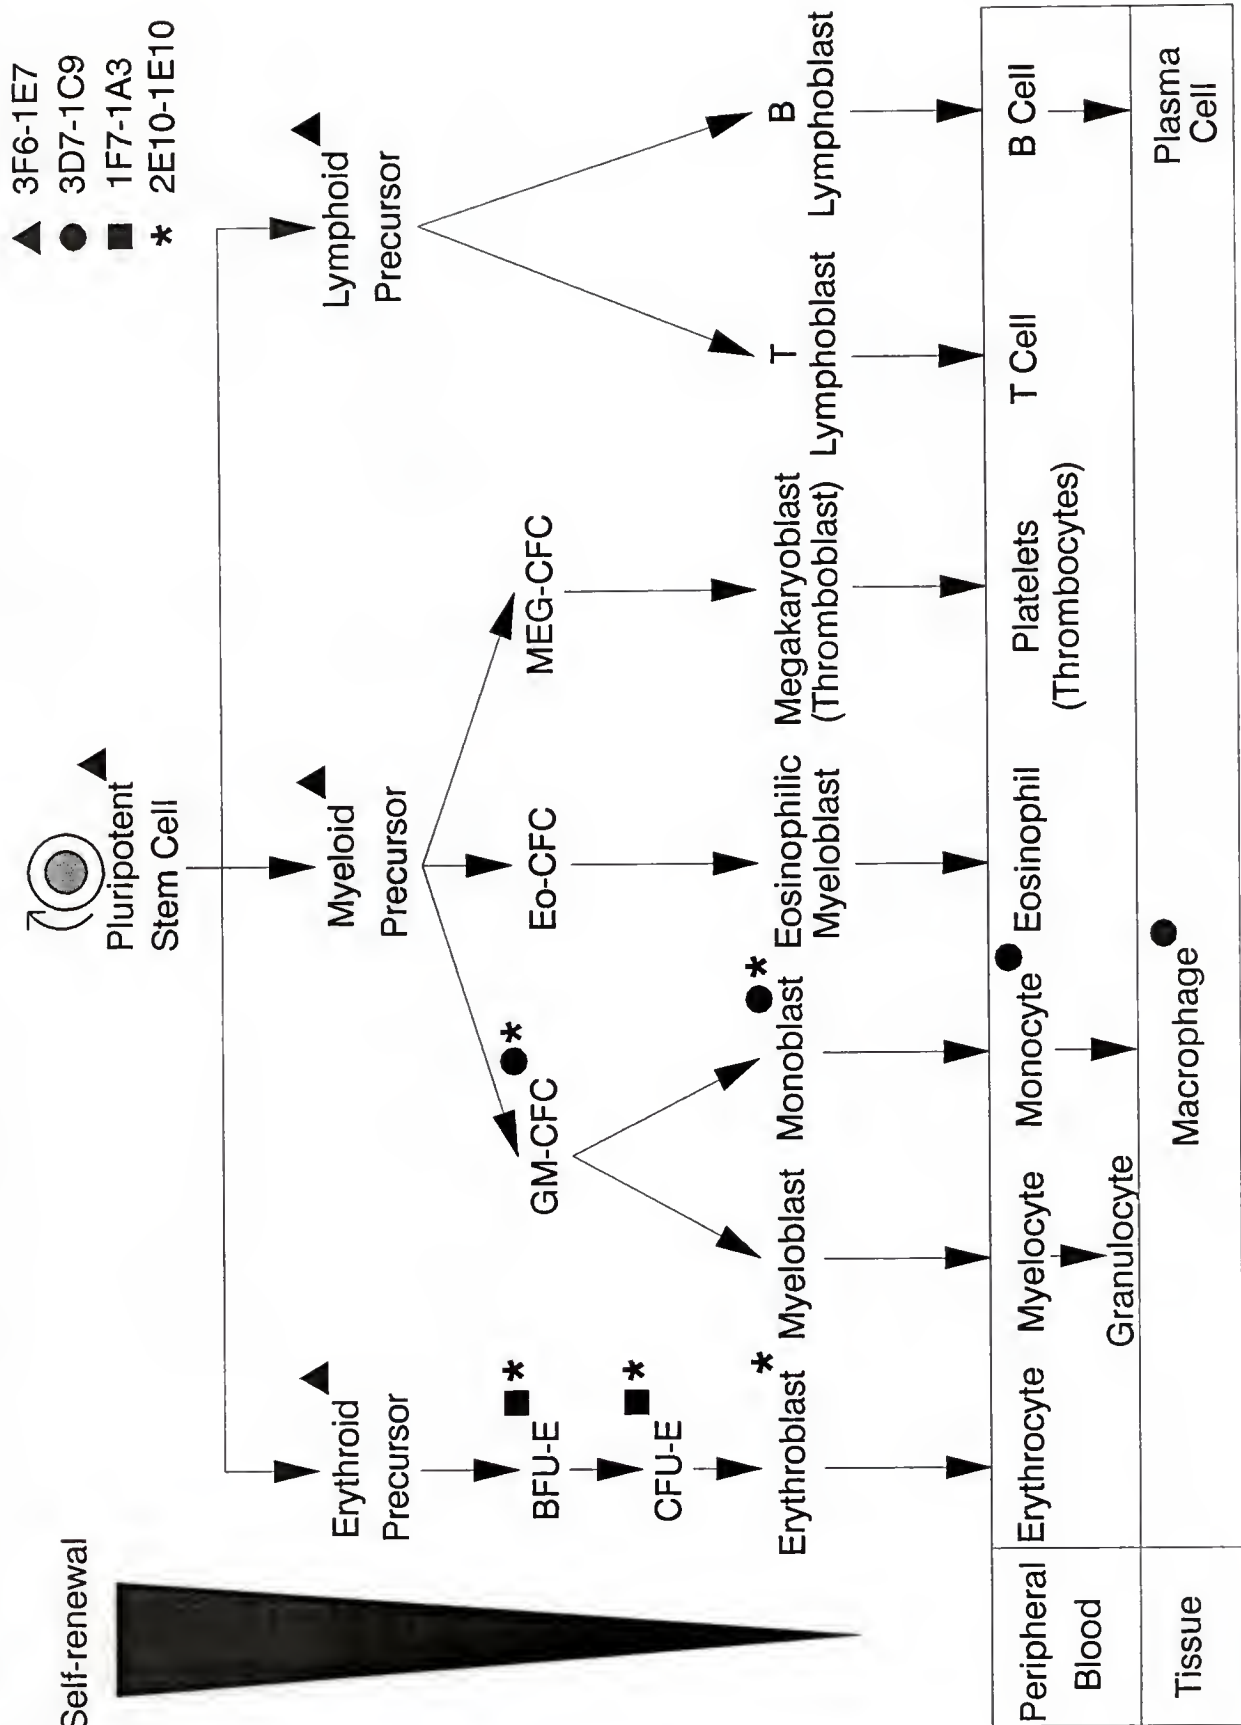 Self-renewal
▲ 3F6-1E7
● 3D7-1C9
■ 1F7-1A3
* 2E10-1E10
Pluripotent
Stem Cell
Erythroid
Precursor
Myeloid
Precursor
Lymphoid
Precursor
BFU-E
CFU-E
GM-CFC
Eo-CFC
MEG-CFC
Erythroblast
Myeloblast
Monoblast
Eosinophilic
Myeloblast
Megakaryoblast
(Thromboblast)
T
Lymphoblast
B
Lymphoblast
Peripheral
Blood
Erythrocyte
Myelocyte
Granulocyte
Monocyte
Eosinophil
Platelets
(Thrombocytes)
T Cell
B Cell
Tissue
Macrophage
Plasma
Cell